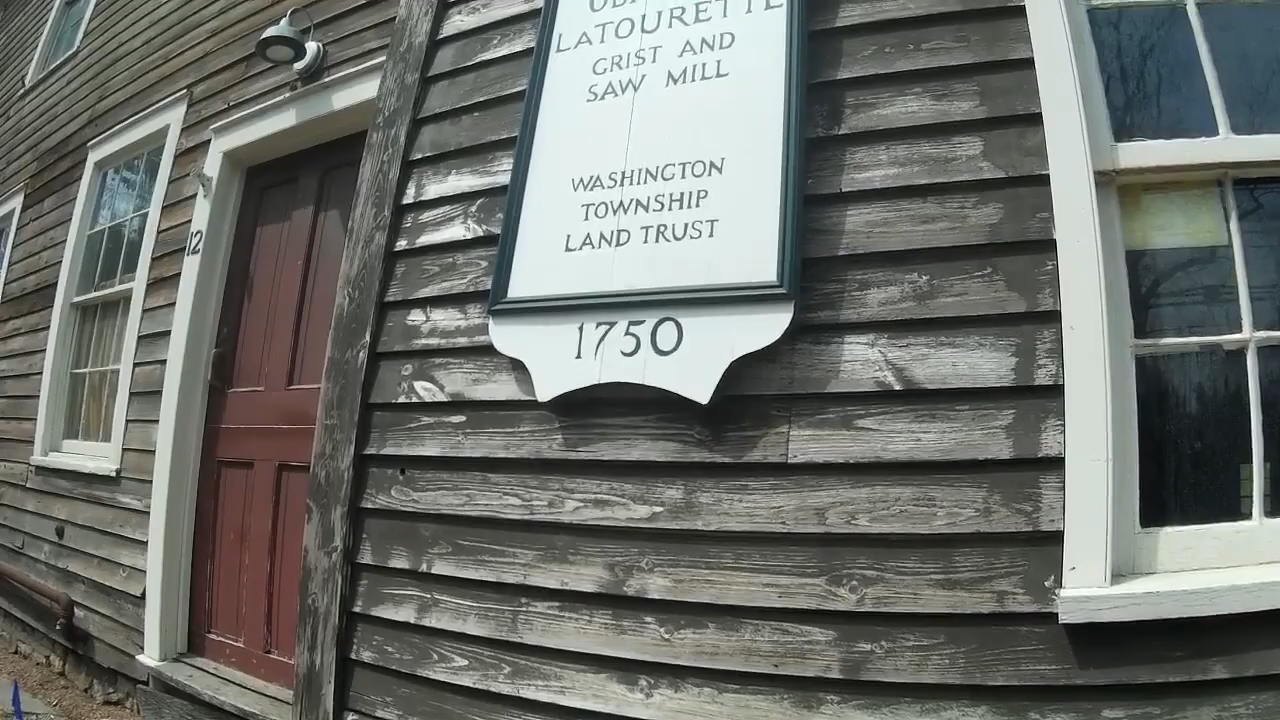 LATOURETTE
GRIST AND
SAW MILL
WASHINGTON
TOWNSHIP
LAND TRUST
1750
12